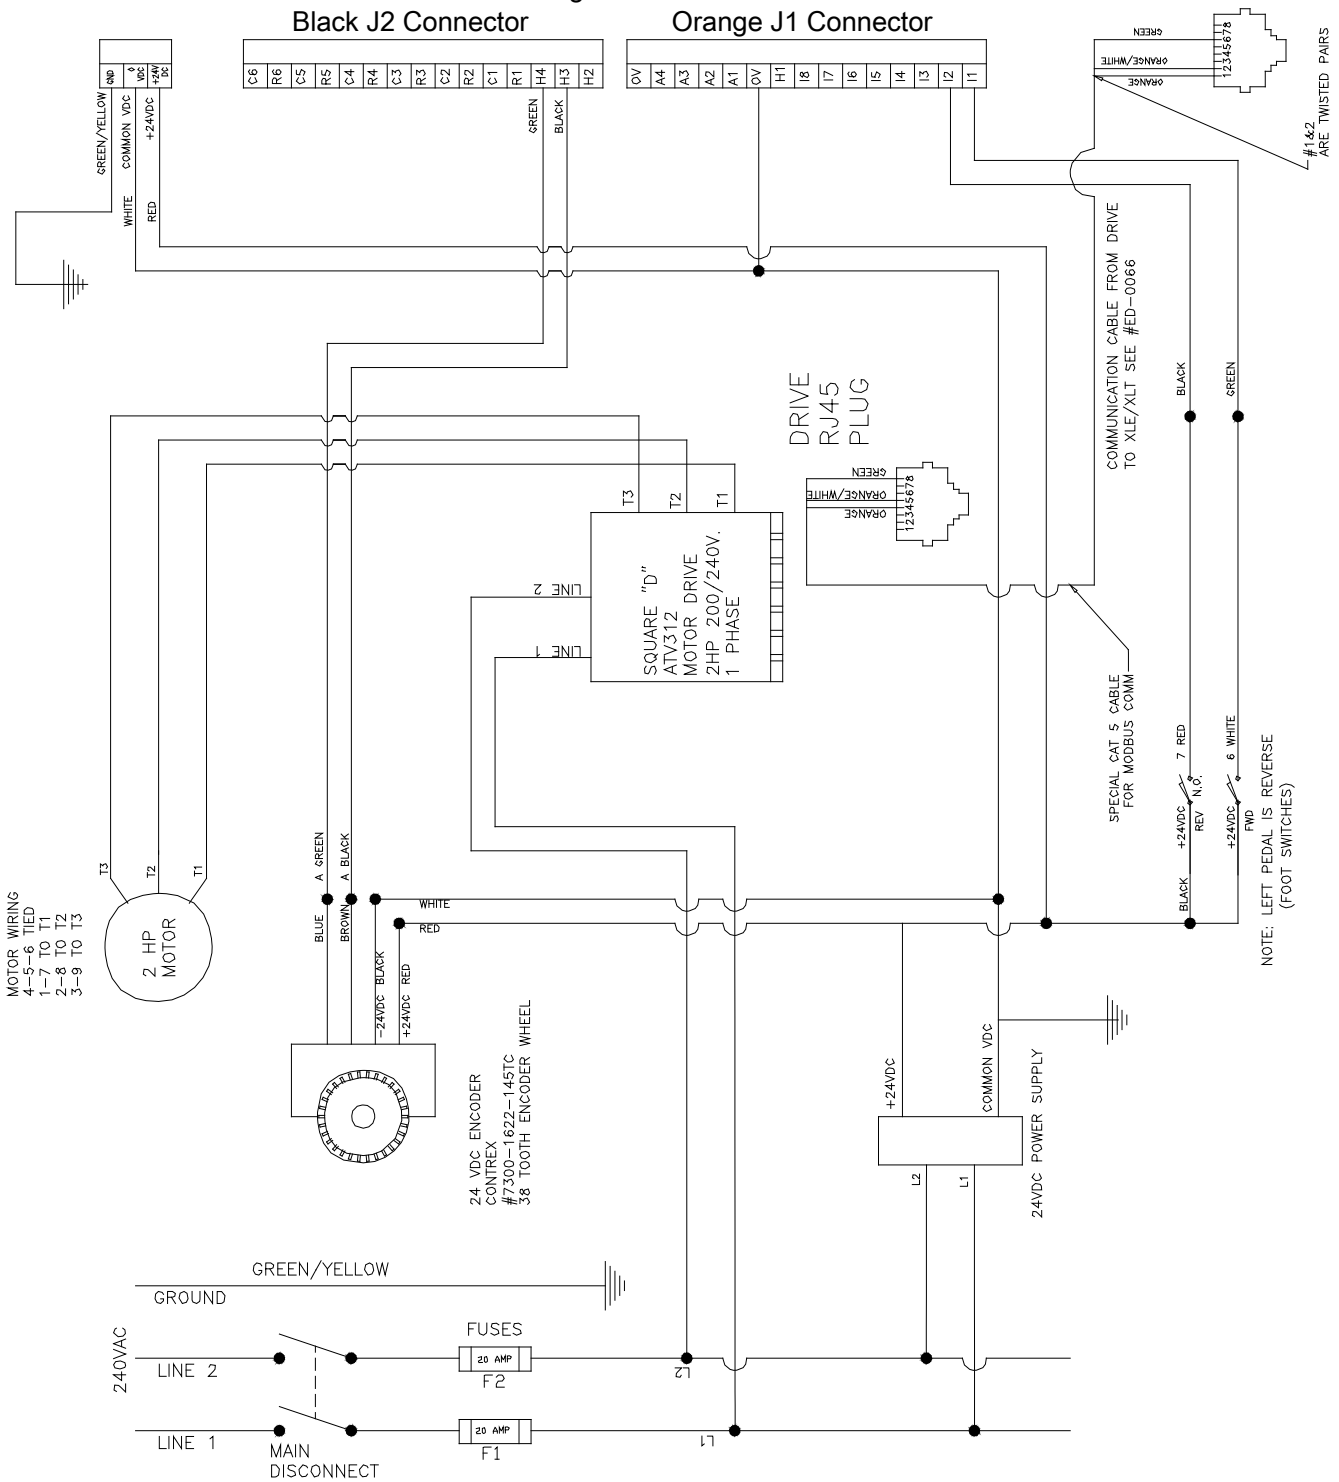 Black J2 Connector
Orange J1 Connector
GND
0 VDC
+24V DC
C6
R6
C5
R5
C4
R4
C3
R3
C2
R2
C1
R1
H4
H3
H2
0V
A4
A3
A2
A1
0V
H1
I8
I7
I6
I5
I4
I3
I2
I1
GREEN
ORANGE/WHITE
ORANGE
12345678
#1&2
ARE TWISTED PAIRS
GREEN/YELLOW
COMMON VDC
+24VDC
WHITE
RED
GREEN
BLACK
COMMUNICATION CABLE FROM DRIVE
TO XLE/XLT SEE #ED-0066
BLACK
GREEN
DRIVE
RJ45
PLUG
GREEN
ORANGE/WHITE
ORANGE
12345678
T3
T2
T1
LINE 2
LINE 1
SQUARE "D"
ATV312
MOTOR DRIVE
2HP 200/240V.
1 PHASE
SPECIAL CAT 5 CABLE
FOR MODBUS COMM
7 RED
6 WHITE
N.O.
+24VDC
REV
+24VDC
FWD
BLACK
NOTE: LEFT PEDAL IS REVERSE
(FOOT SWITCHES)
MOTOR WIRING
4-5-6 TIED
1-7 TO T1
2-8 TO T2
3-9 TO T3
T3
T2
T1
2 HP
MOTOR
A GREEN
A BLACK
BLUE
BROWN
WHITE
RED
-24VDC BLACK
+24VDC RED
24 VDC ENCODER
CONTREX
#7300-1622-145TC
38 TOOTH ENCODER WHEEL
+24VDC
COMMON VDC
L2
L1
24VDC POWER SUPPLY
GREEN/YELLOW
GROUND
240VAC
LINE 2
FUSES
20 AMP
F2
L2
LINE 1
MAIN
DISCONNECT
20 AMP
F1
L1